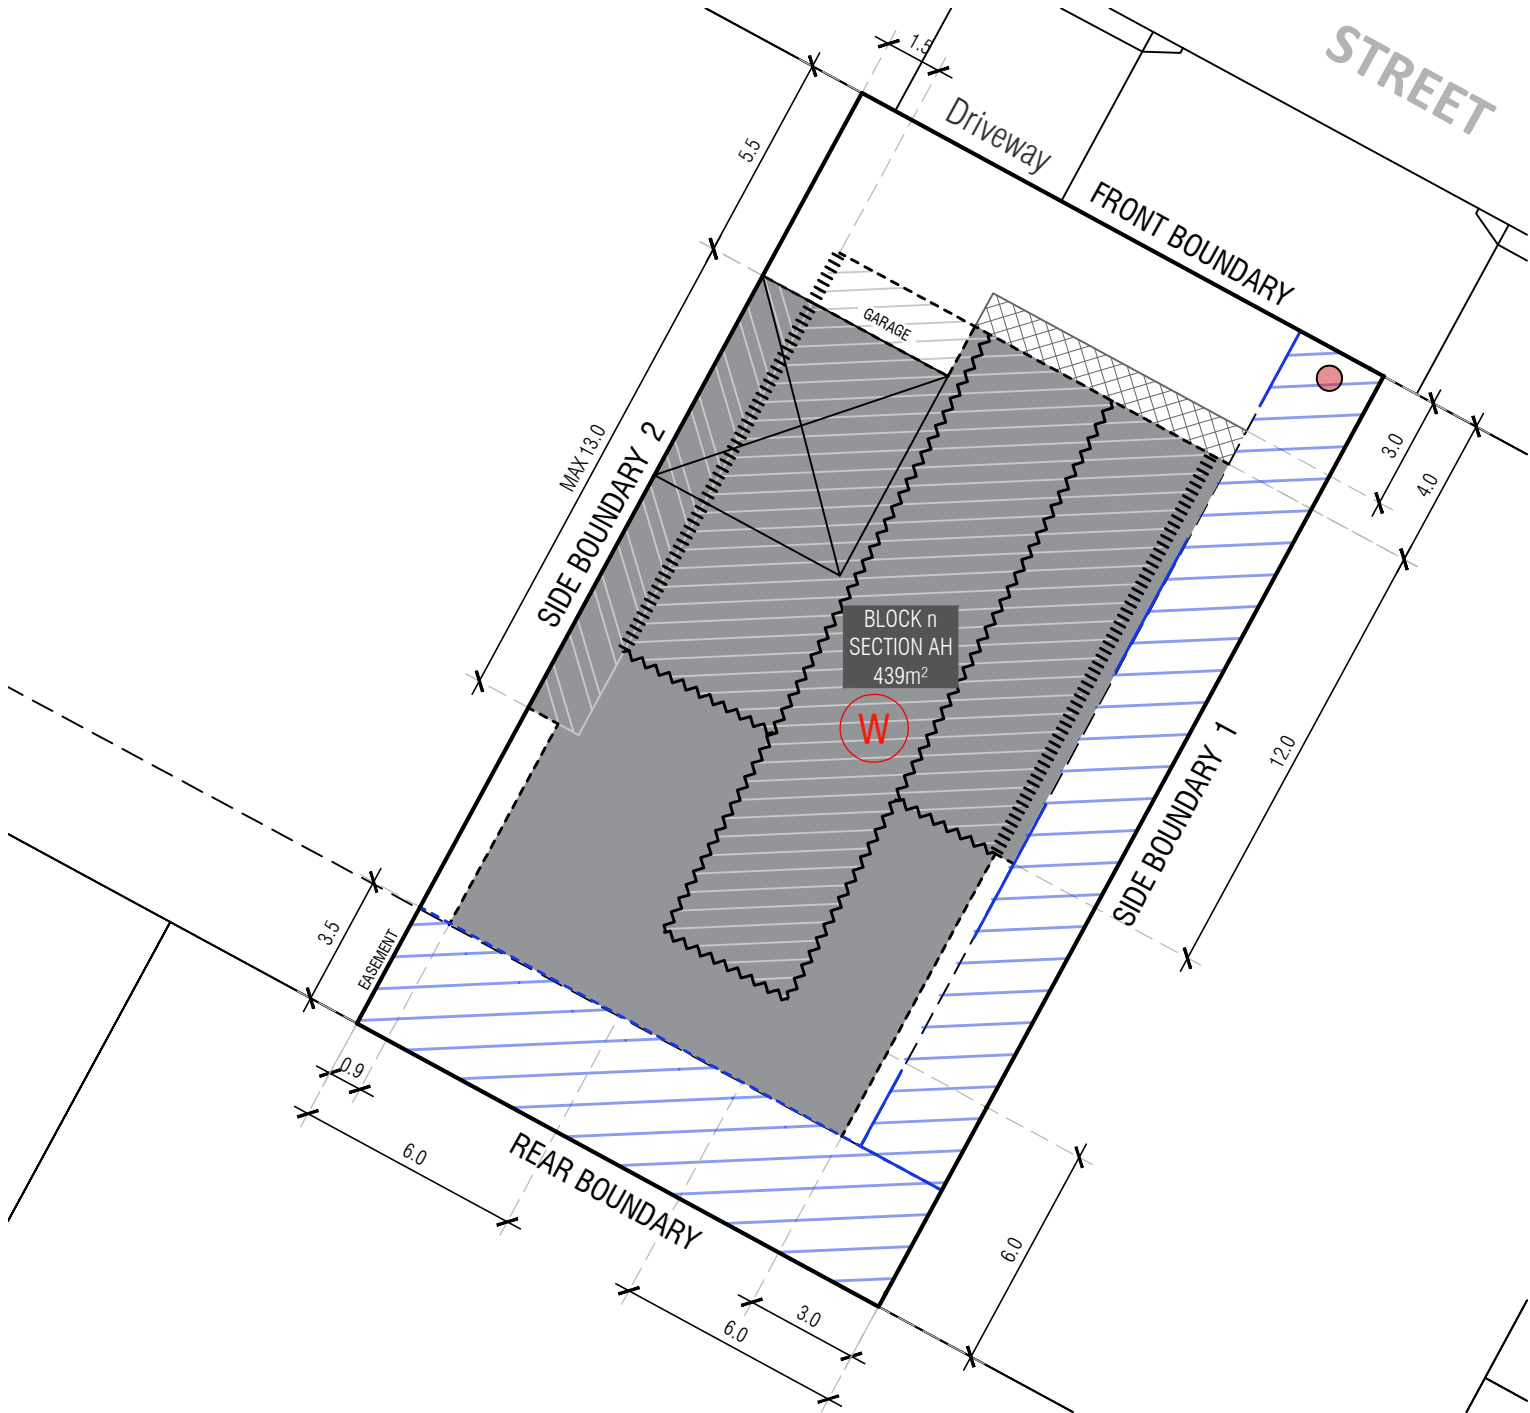 STREET
1.5
Driveway
5.5
FRONT BOUNDARY
GARAGE
3.0
4.0
MAX 13.0
SIDE BOUNDARY 2
BLOCK n
SECTION AH
439m²
W
12.0
SIDE BOUNDARY 1
3.5
EASEMENT
0.9
6.0
REAR BOUNDARY
6.0
3.0
6.0